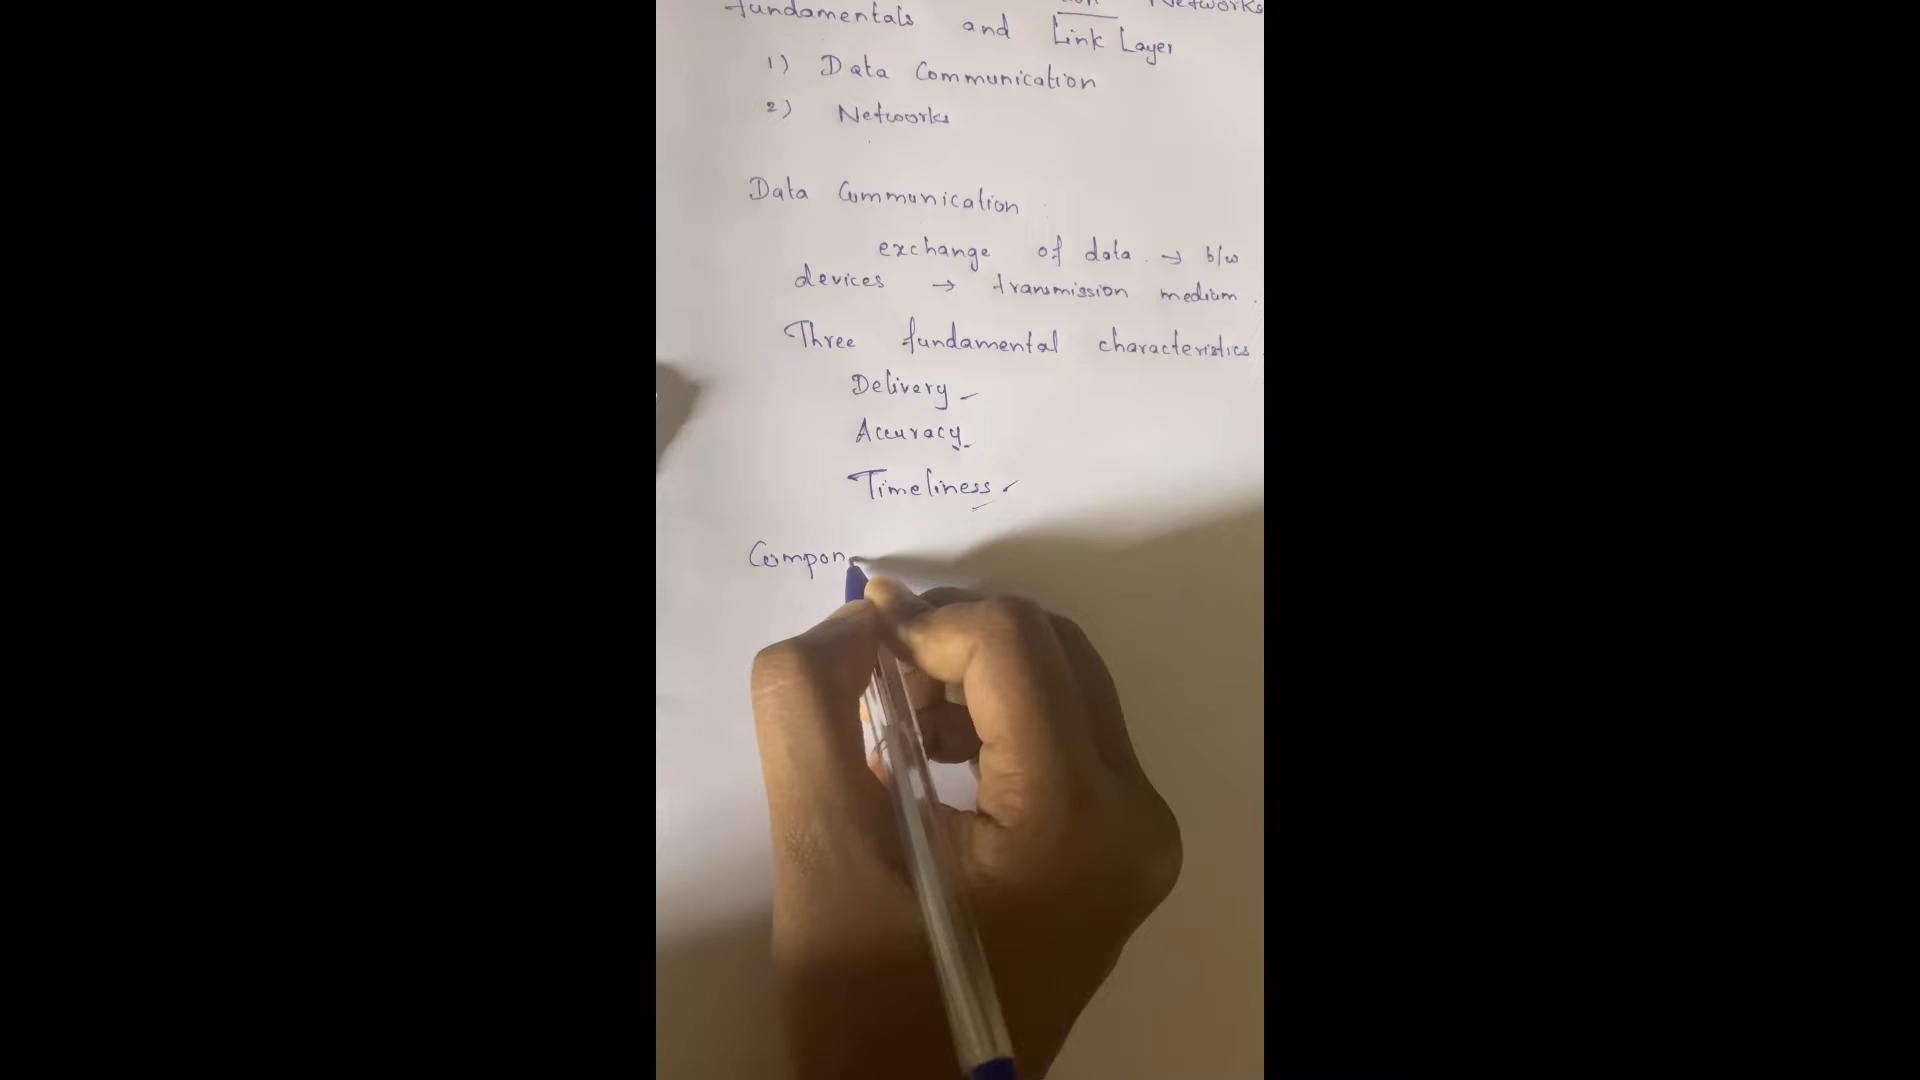 Networks
fundamentals and Link Layer
1) Data Communication
2) Networks
Data Communication
exchange of data → b/w
devices → transmission medium.
Three fundamental characteristics
Delivery
Accuracy
Timeliness
Compon